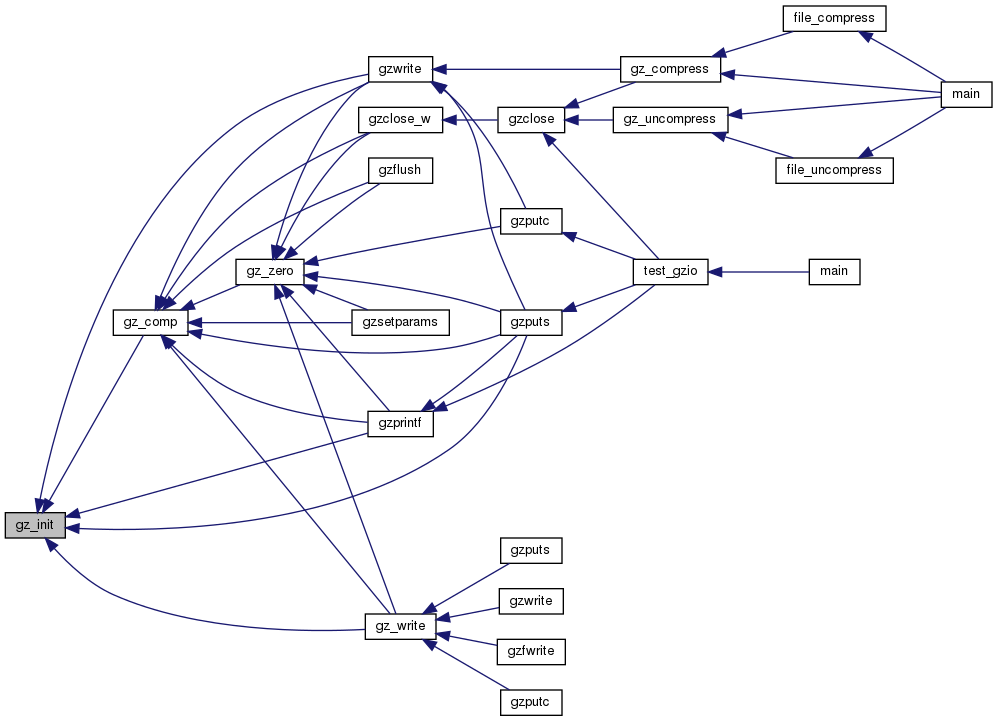 file_compress
gzwrite
gz_compress
main
gzclose_w
gzclose
gz_uncompress
gzflush
file_uncompress
gzputc
gz_zero
test_gzio
main
gz_comp
gzsetparams
gzputs
gzprintf
gz_init
gzputs
gzwrite
gz_write
gzfwrite
gzputc